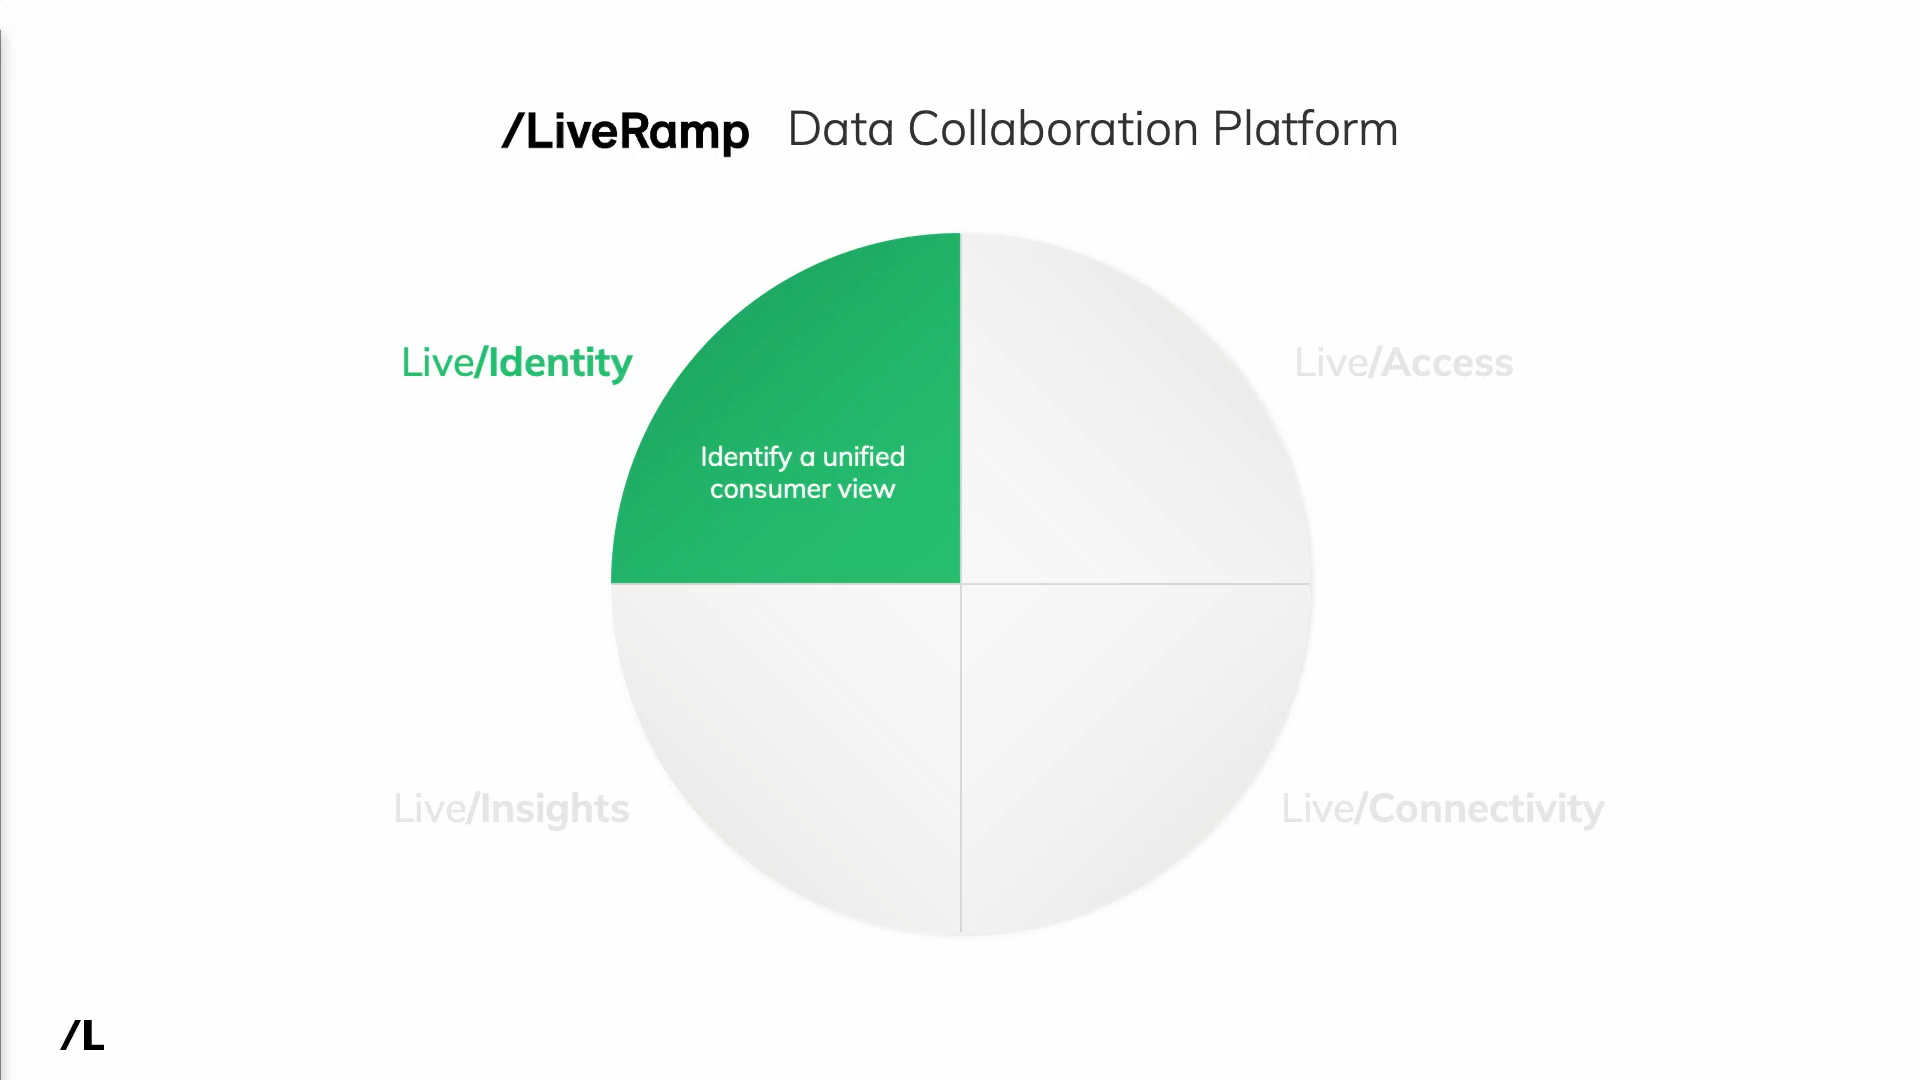 /LiveRamp Data Collaboration Platform
Live/Identity
Live/Access
Identify a unified
consumer view
Live/Insights
Live/Connectivity
/L